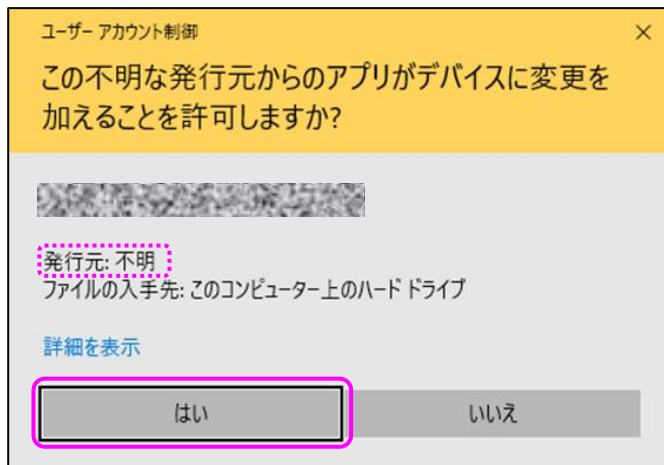 ユーザー アカウント制御
この不明な発行元からのアプリがデバイスに変更を
加えることを許可しますか?
発行元: 不明
ファイルの入手先: このコンピューター上のハード ドライブ
詳細を表示
はい
いいえ